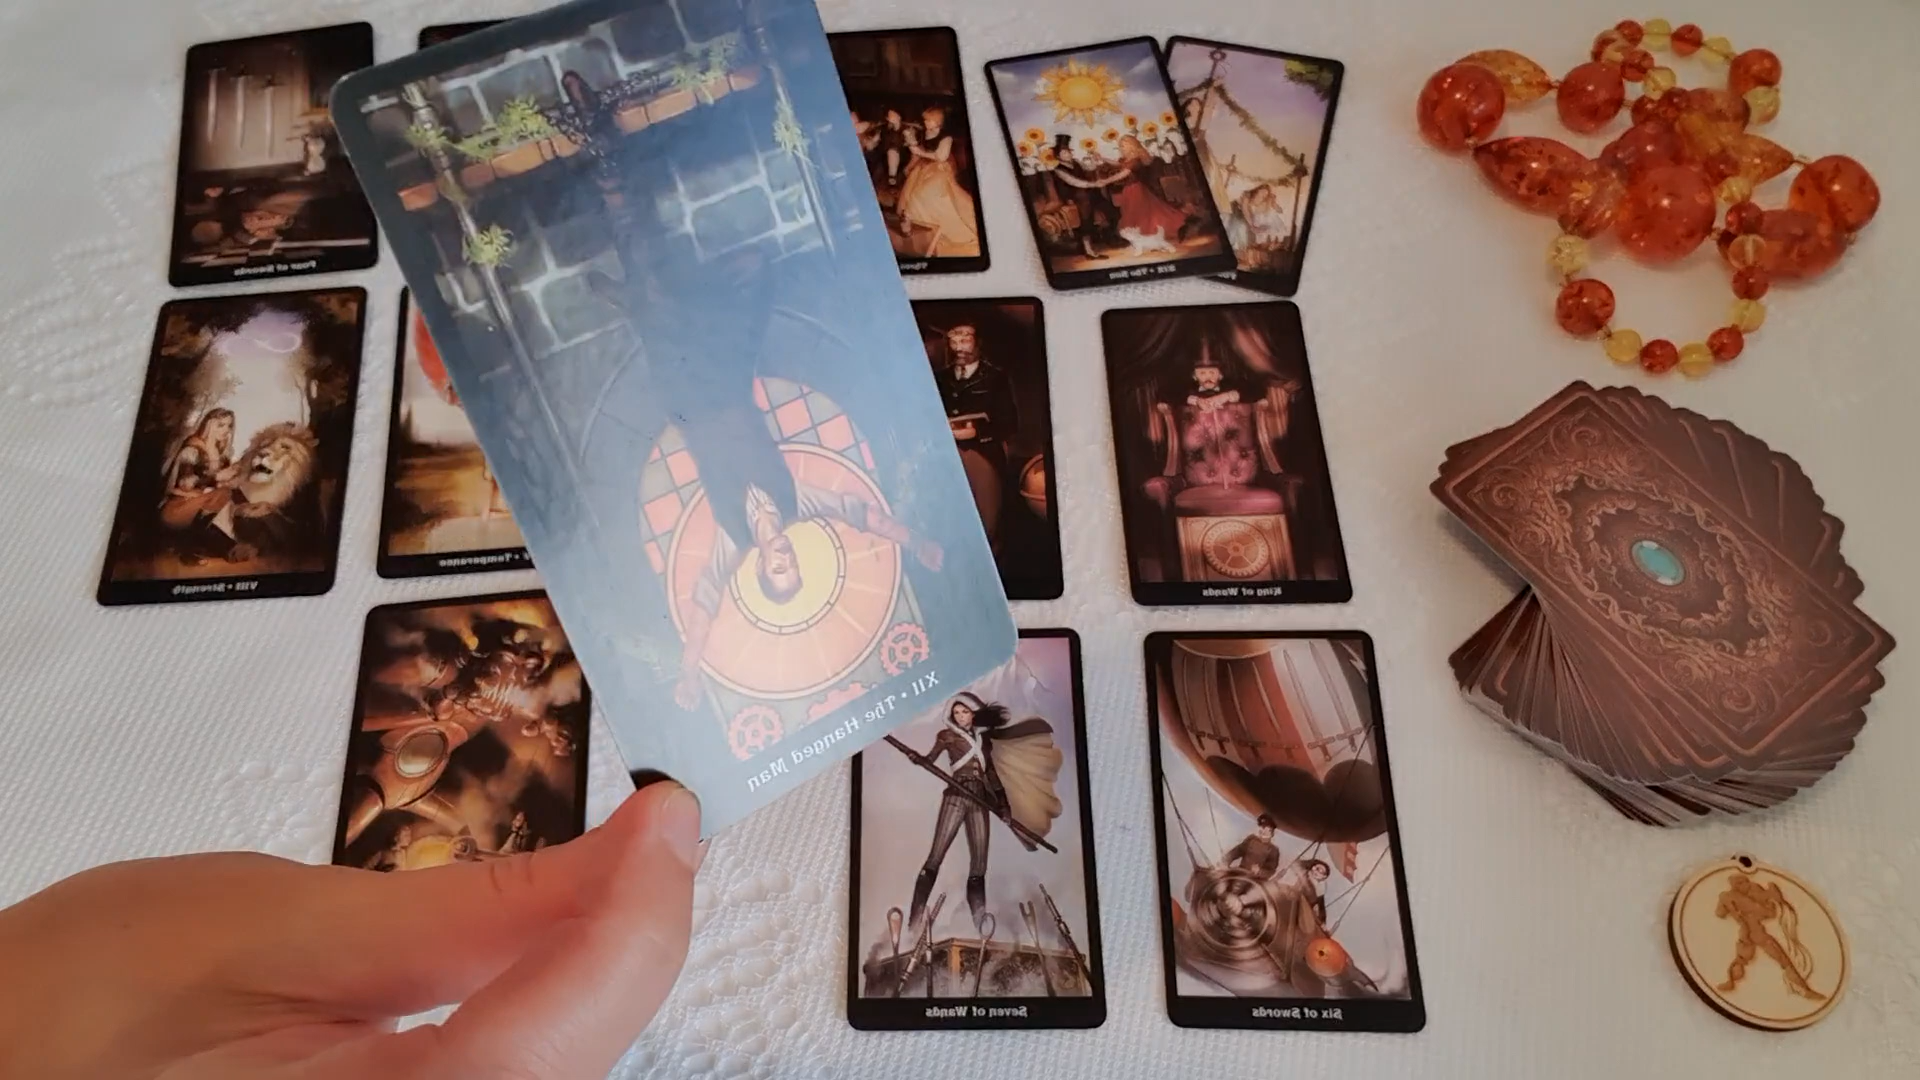 Four of Swords
XIX • The Sun
VIII • Strength
Temperance
King of Wands
XII • The Hanged Man
Seven of Wands
Six of Swords